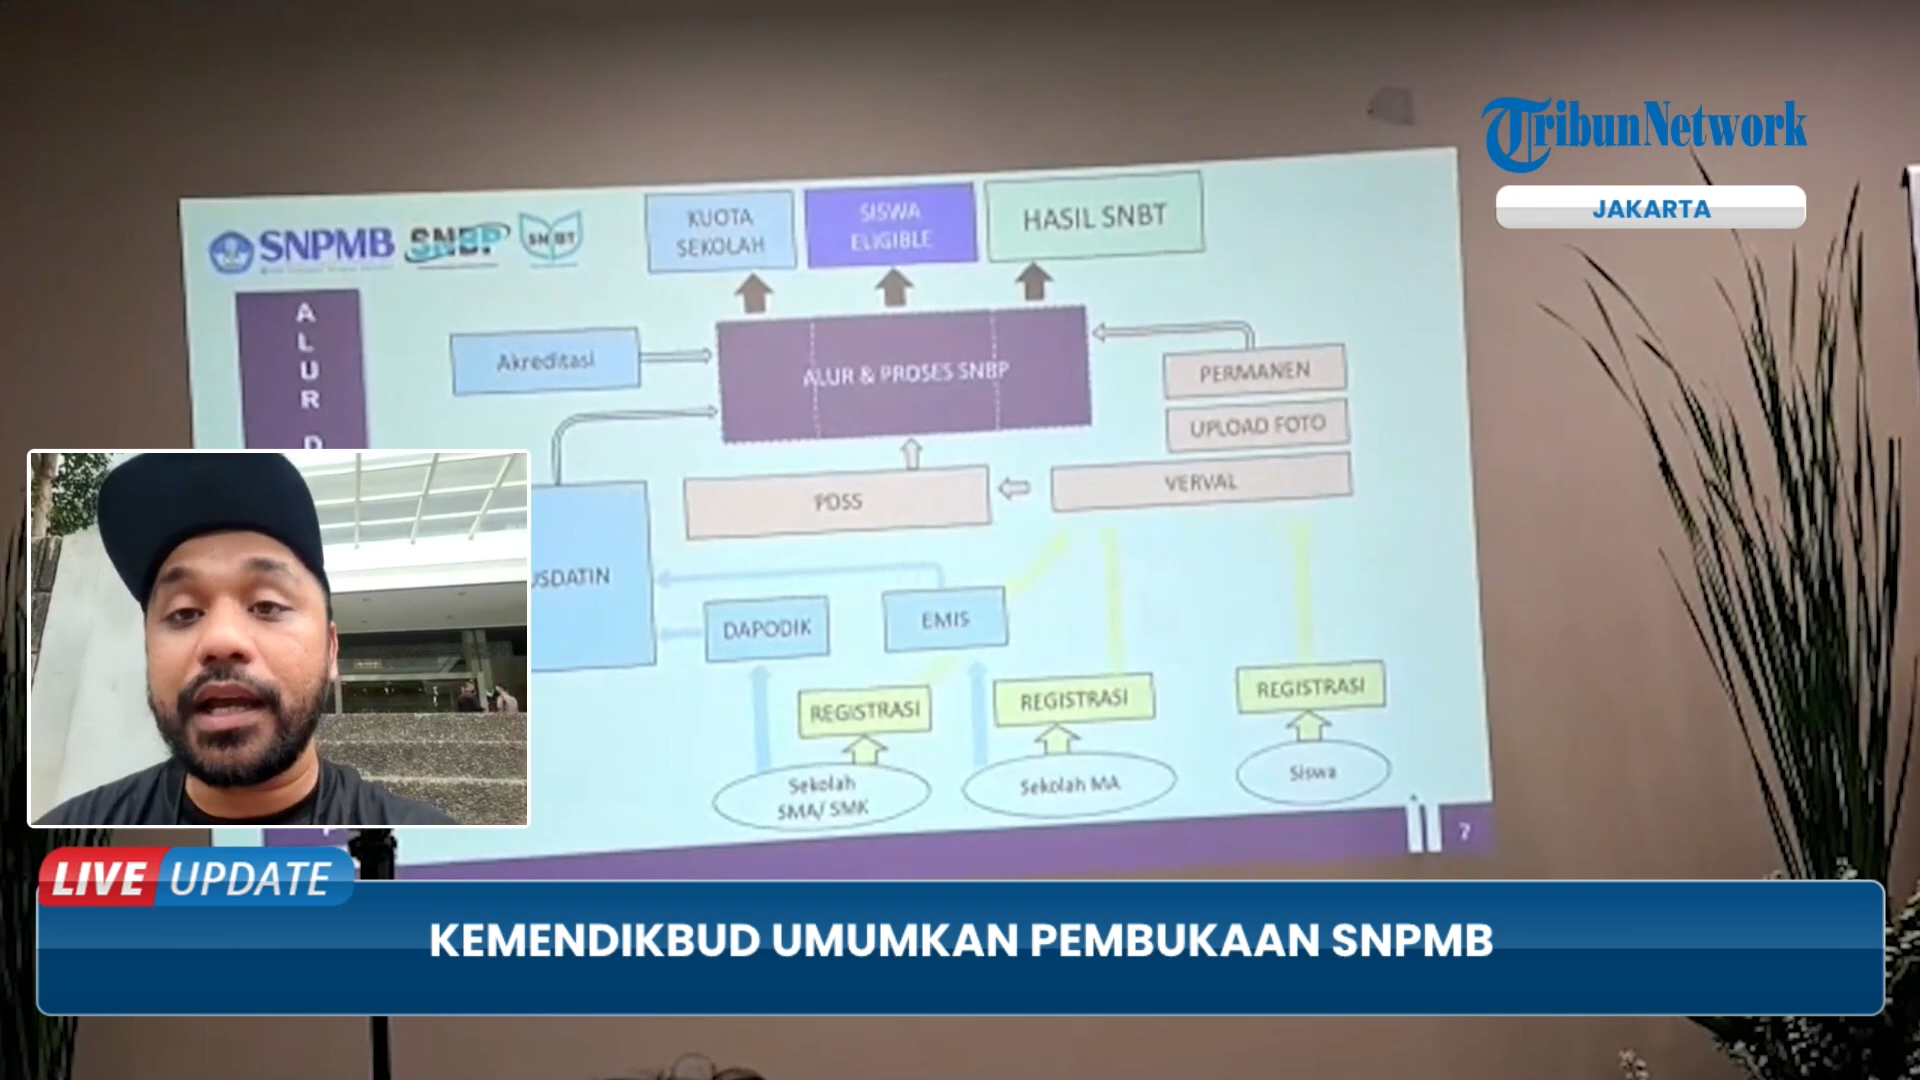 TribunNetwork
JAKARTA
SNPMB
SNBP
SNBT
KUOTA
SEKOLAH
SISWA
ELIGIBLE
HASIL SNBT
A
L
U
R
D
Akreditasi
ALUR & PROSES SNBP
PERMANEN
UPLOAD FOTO
VERVAL
PDSS
USDATIN
DAPODIK
EMIS
REGISTRASI
REGISTRASI
REGISTRASI
Sekolah
SMA/ SMK
Sekolah MA
Siswa
7
LIVE UPDATE
KEMENDIKBUD UMUMKAN PEMBUKAAN SNPMB